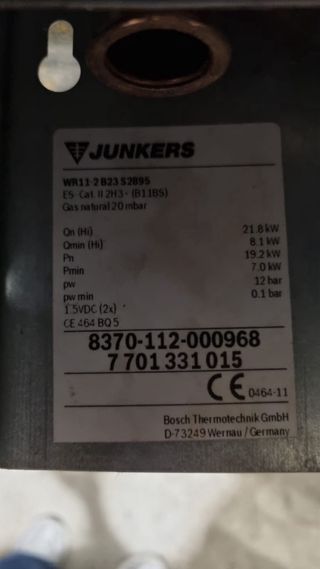 JUNKERS
WR11-2 B23 S2895
ES- Cat. II 2H3+ (B11BS)
Gas natural 20 mbar
Qn (Hi) 21.8 kW
Qmin (Hi) 8.1 kW
Pn 19.2 kW
Pmin 7.0 kW
pw 12 bar
pw min 0.1 bar
1.5VDC (2x)
CE 464 BQ 5
8370-112-000968
7 701 331 015
CE 0464-11
Bosch Thermotechnik GmbH
D-73249 Wernau / Germany